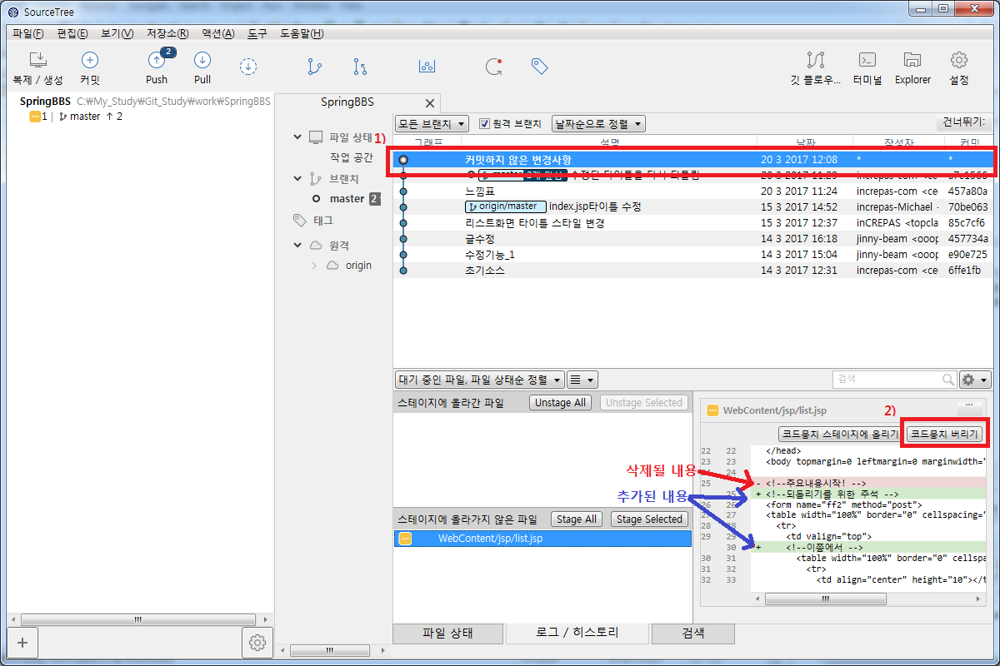 SourceTree
파일(F) 편집(E) 보기(V) 저장소(R) 액션(A) 도구 도움말(H)
2
복제 / 생성 커밋 Push Pull 깃 플로우... 터미널 Explorer 설정
SpringBBS C:₩My_Study₩Git_Study₩work₩SpringBBS
1 master ↑ 2
SpringBBS
파일 상태
작업 공간
브랜치
master 2
태그
원격
origin
모든 브랜치 원격 브랜치 날짜순으로 정렬 건너뛰기:
그래프 설명 날짜 작성자 커밋
1)
커밋하지 않은 변경사항 20 3 2017 12:08 * *
master 수정된 타이틀을 다시 되돌림 20 3 2017 11:29 increpas-com <ce
느낌표 20 3 2017 11:24 increpas-com <ce 457a80a
origin/master index.jsp타이틀 수정 15 3 2017 14:52 increpas-Michael 70be063
리스트화면 타이틀 스타일 변경 15 3 2017 12:37 inCREPAS <topcla 85c7cf6
글수정 14 3 2017 16:18 jinny-beam <ooop 457734a
수정기능_1 14 3 2017 15:04 jinny-beam <ooop e90e725
초기소스 14 3 2017 12:31 increpas-com <ce 6ffe1fb
대기 중인 파일, 파일 상태순 정렬 검색
스테이지에 올라간 파일 Unstage All Unstage Selected
스테이지에 올라가지 않은 파일 Stage All Stage Selected
WebContent/jsp/list.jsp
WebContent/jsp/list.jsp
2)
코드뭉치 스테이지에 올리기 코드뭉치 버리기
22 22 </head>
23 23 <body topmargin=0 leftmargin=0 marginwidth="
24 24
25 - <!--주요내용시작! -->
25 + <!--되돌리기를 위한 주석 -->
26 26 <form name="ff2" method="post">
27 27 <table width="100%" border="0" cellspacing="
28 28 <tr>
29 29 <td valign="top">
30 + <!--이쯤에서 -->
30 31 <table width="100%" border="0" cellspa
31 32 <tr>
32 33 <td align="center" height="10"></t
삭제될 내용
추가된 내용
파일 상태 로그 / 히스토리 검색